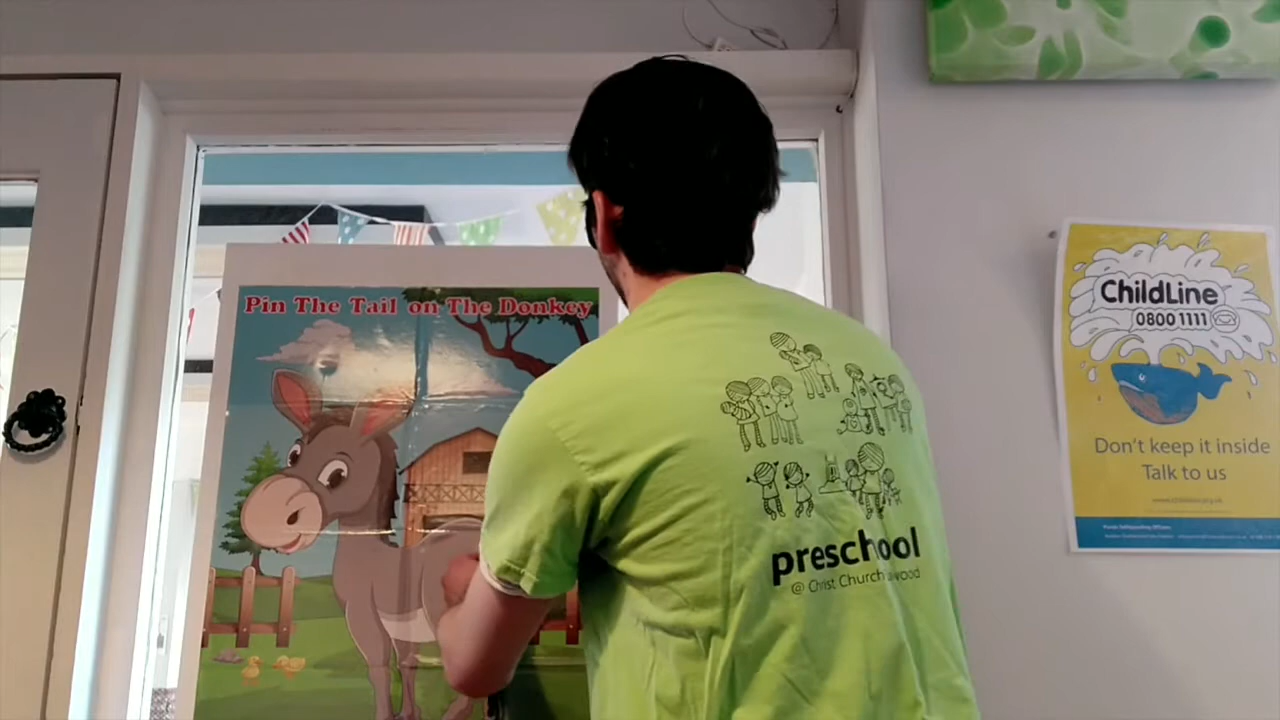 Pin The Tail on The Donkey
ChildLine
0800 1111
Don't keep it inside
Talk to us
preschool
@ Christ Church